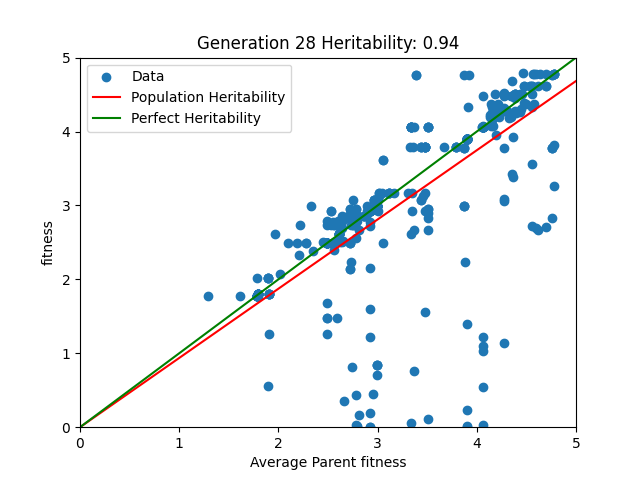 Generation 28 Heritability: 0.94
Data
Population Heritability
Perfect Heritability
fitness
5
4
3
2
1
0
0 1 2 3 4 5
Average Parent fitness